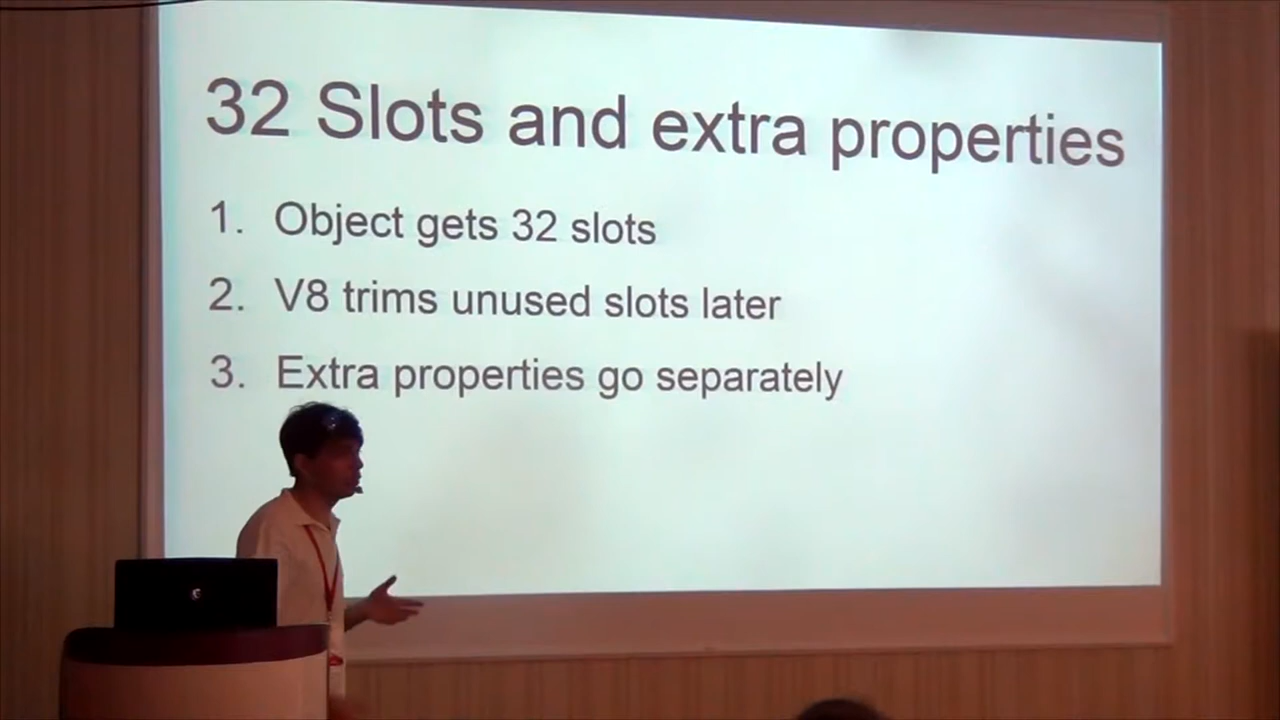 32 Slots and extra properties
1. Object gets 32 slots
2. V8 trims unused slots later
3. Extra properties go separately